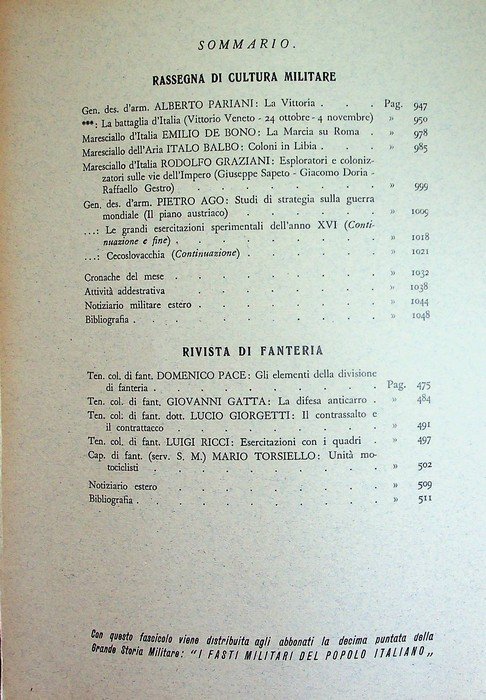 SOMMARIO.
RASSEGNA DI CULTURA MILITARE
Gen. des. d'arm. ALBERTO PARIANI: La Vittoria . . . Pag. 947
***: La battaglia d'Italia (Vittorio Veneto - 24 ottobre - 4 novembre) » 950
Maresciallo d'Italia EMILIO DE BONO: La Marcia su Roma . » 978
Maresciallo dell'Aria ITALO BALBO: Coloni in Libia . . » 985
Maresciallo d'Italia RODOLFO GRAZIANI: Esploratori e coloniz-
zatori sulle vie dell'Impero (Giuseppe Sapeto - Giacomo Doria -
Raffaello Gestro) . . . . . . . » 999
Gen. des. d'arm. PIETRO AGO: Studi di strategia sulla guerra
mondiale (Il piano austriaco) . . . . . » 1009
...: Le grandi esercitazioni sperimentali dell'anno XVI (Conti-
nuazione e fine) . . . . . . . . » 1018
...: Cecoslovacchia (Continuazione) . . . . . » 1021
Cronache del mese . . . . . . . » 1032
Attività addestrativa . . . . . . . » 1038
Notiziario militare estero . . . . . . » 1044
Bibliografia . . . . . . . . » 1048
RIVISTA DI FANTERIA
Ten. col. di fant. DOMENICO PACE: Gli elementi della divisione
di fanteria . . . . . . . . Pag. 475
Ten. col. di fant. GIOVANNI GATTA: La difesa anticarro . » 484
Ten. col. di fant. dott. LUCIO GIORGETTI: Il contrassalto e
il contrattacco . . . . . . . » 491
Ten. col. di fant. LUIGI RICCI: Esercitazioni con i quadri . » 497
Cap. di fant. (serv. S. M.) MARIO TORSIELLO: Unità mo-
tociclisti . . . . . . . . » 502
Notiziario estero . . . . . . . » 509
Bibliografia . . . . . . . . » 511
Con questo fascicolo viene distribuita agli abbonati la decima puntata della
Grande Storia Militare: "I FASTI MILITARI DEL POPOLO ITALIANO„